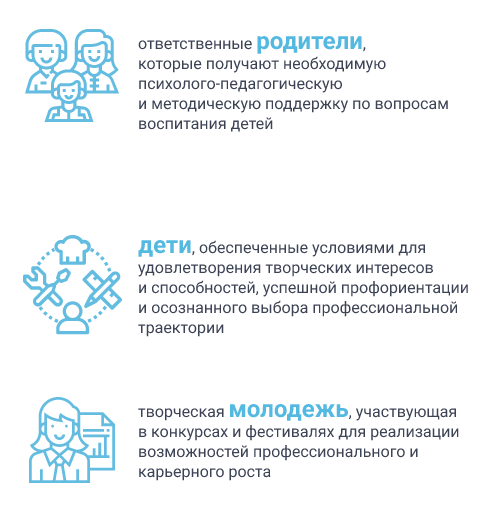 ответственные родители,
которые получают необходимую
психолого-педагогическую
и методическую поддержку по вопросам
воспитания детей
дети, обеспеченные условиями для
удовлетворения творческих интересов
и способностей, успешной профориентации
и осознанного выбора профессиональной
траектории
творческая молодежь, участвующая
в конкурсах и фестивалях для реализации
возможностей профессионального и
карьерного роста